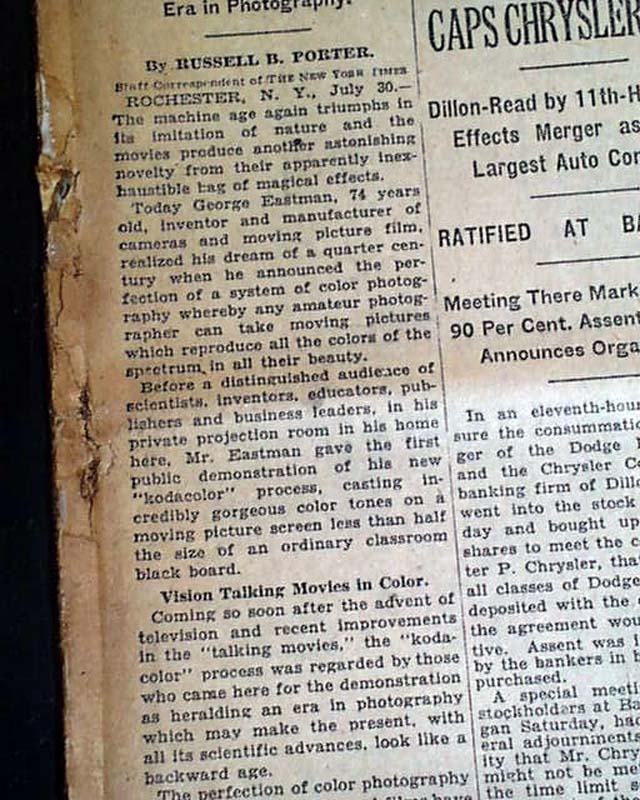 Era in Photography.
By RUSSELL B. PORTER.
Staff Correspondent of THE NEW YORK TIMES
ROCHESTER, N. Y., July 30.—
The machine age again triumphs in
its imitation of nature and the
movies produce another astonishing
novelty from their apparently inex-
haustible bag of magical effects.
Today George Eastman, 74 years
old, inventor and manufacturer of
cameras and moving picture film,
realized his dream of a quarter cen-
tury when he announced the per-
fection of a system of color photog-
raphy whereby any amateur photog-
rapher can take moving pictures
which reproduce all the colors of the
spectrum in all their beauty.
Before a distinguished audience of
scientists, inventors, educators, pub-
lishers and business leaders, in his
private projection room in his home
here, Mr. Eastman gave the first
public demonstration of his new
"kodacolor" process, casting in-
credibly gorgeous color tones on a
moving picture screen less than half
the size of an ordinary classroom
black board.
Vision Talking Movies in Color.
Coming so soon after the advent of
television and recent improvements
in the "talking movies," the "koda-
color" process was regarded by those
who came here for the demonstration
as heralding an era in photography
which may make the present, with
all its scientific advances, look like a
backward age.
The perfection of color photography
CAPS CHRYSLER
Dillon-Read by 11th-H
Effects Merger as
Largest Auto Con
RATIFIED AT BA
Meeting There Mark
90 Per Cent. Assent
Announces Orga
In an eleventh-hour
sure the consummatio
ger of the Dodge
and the Chrysler Co
banking firm of Dillo
went into the stock
day and bought up
shares to meet the c
ter P. Chrysler, tha
all classes of Dodge
deposited with the
the agreement wou
tive. Assent was
by the bankers in
purchased.
A special meeti
stockholders at Ba
gan Saturday, had
eral adjournments
ity that Mr. Chry
might not be me
the time limit s